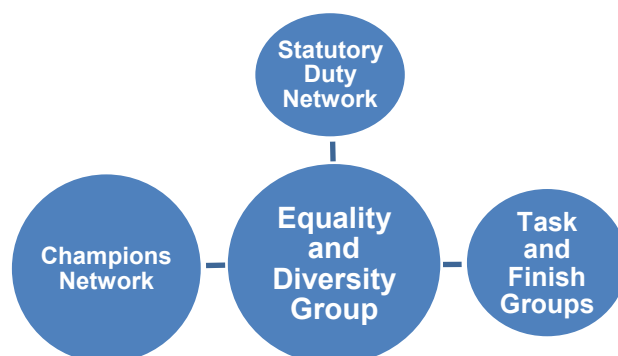 Statutory
Duty
Network
Champions
Network
Equality
and
Diversity
Group
Task
and
Finish
Groups